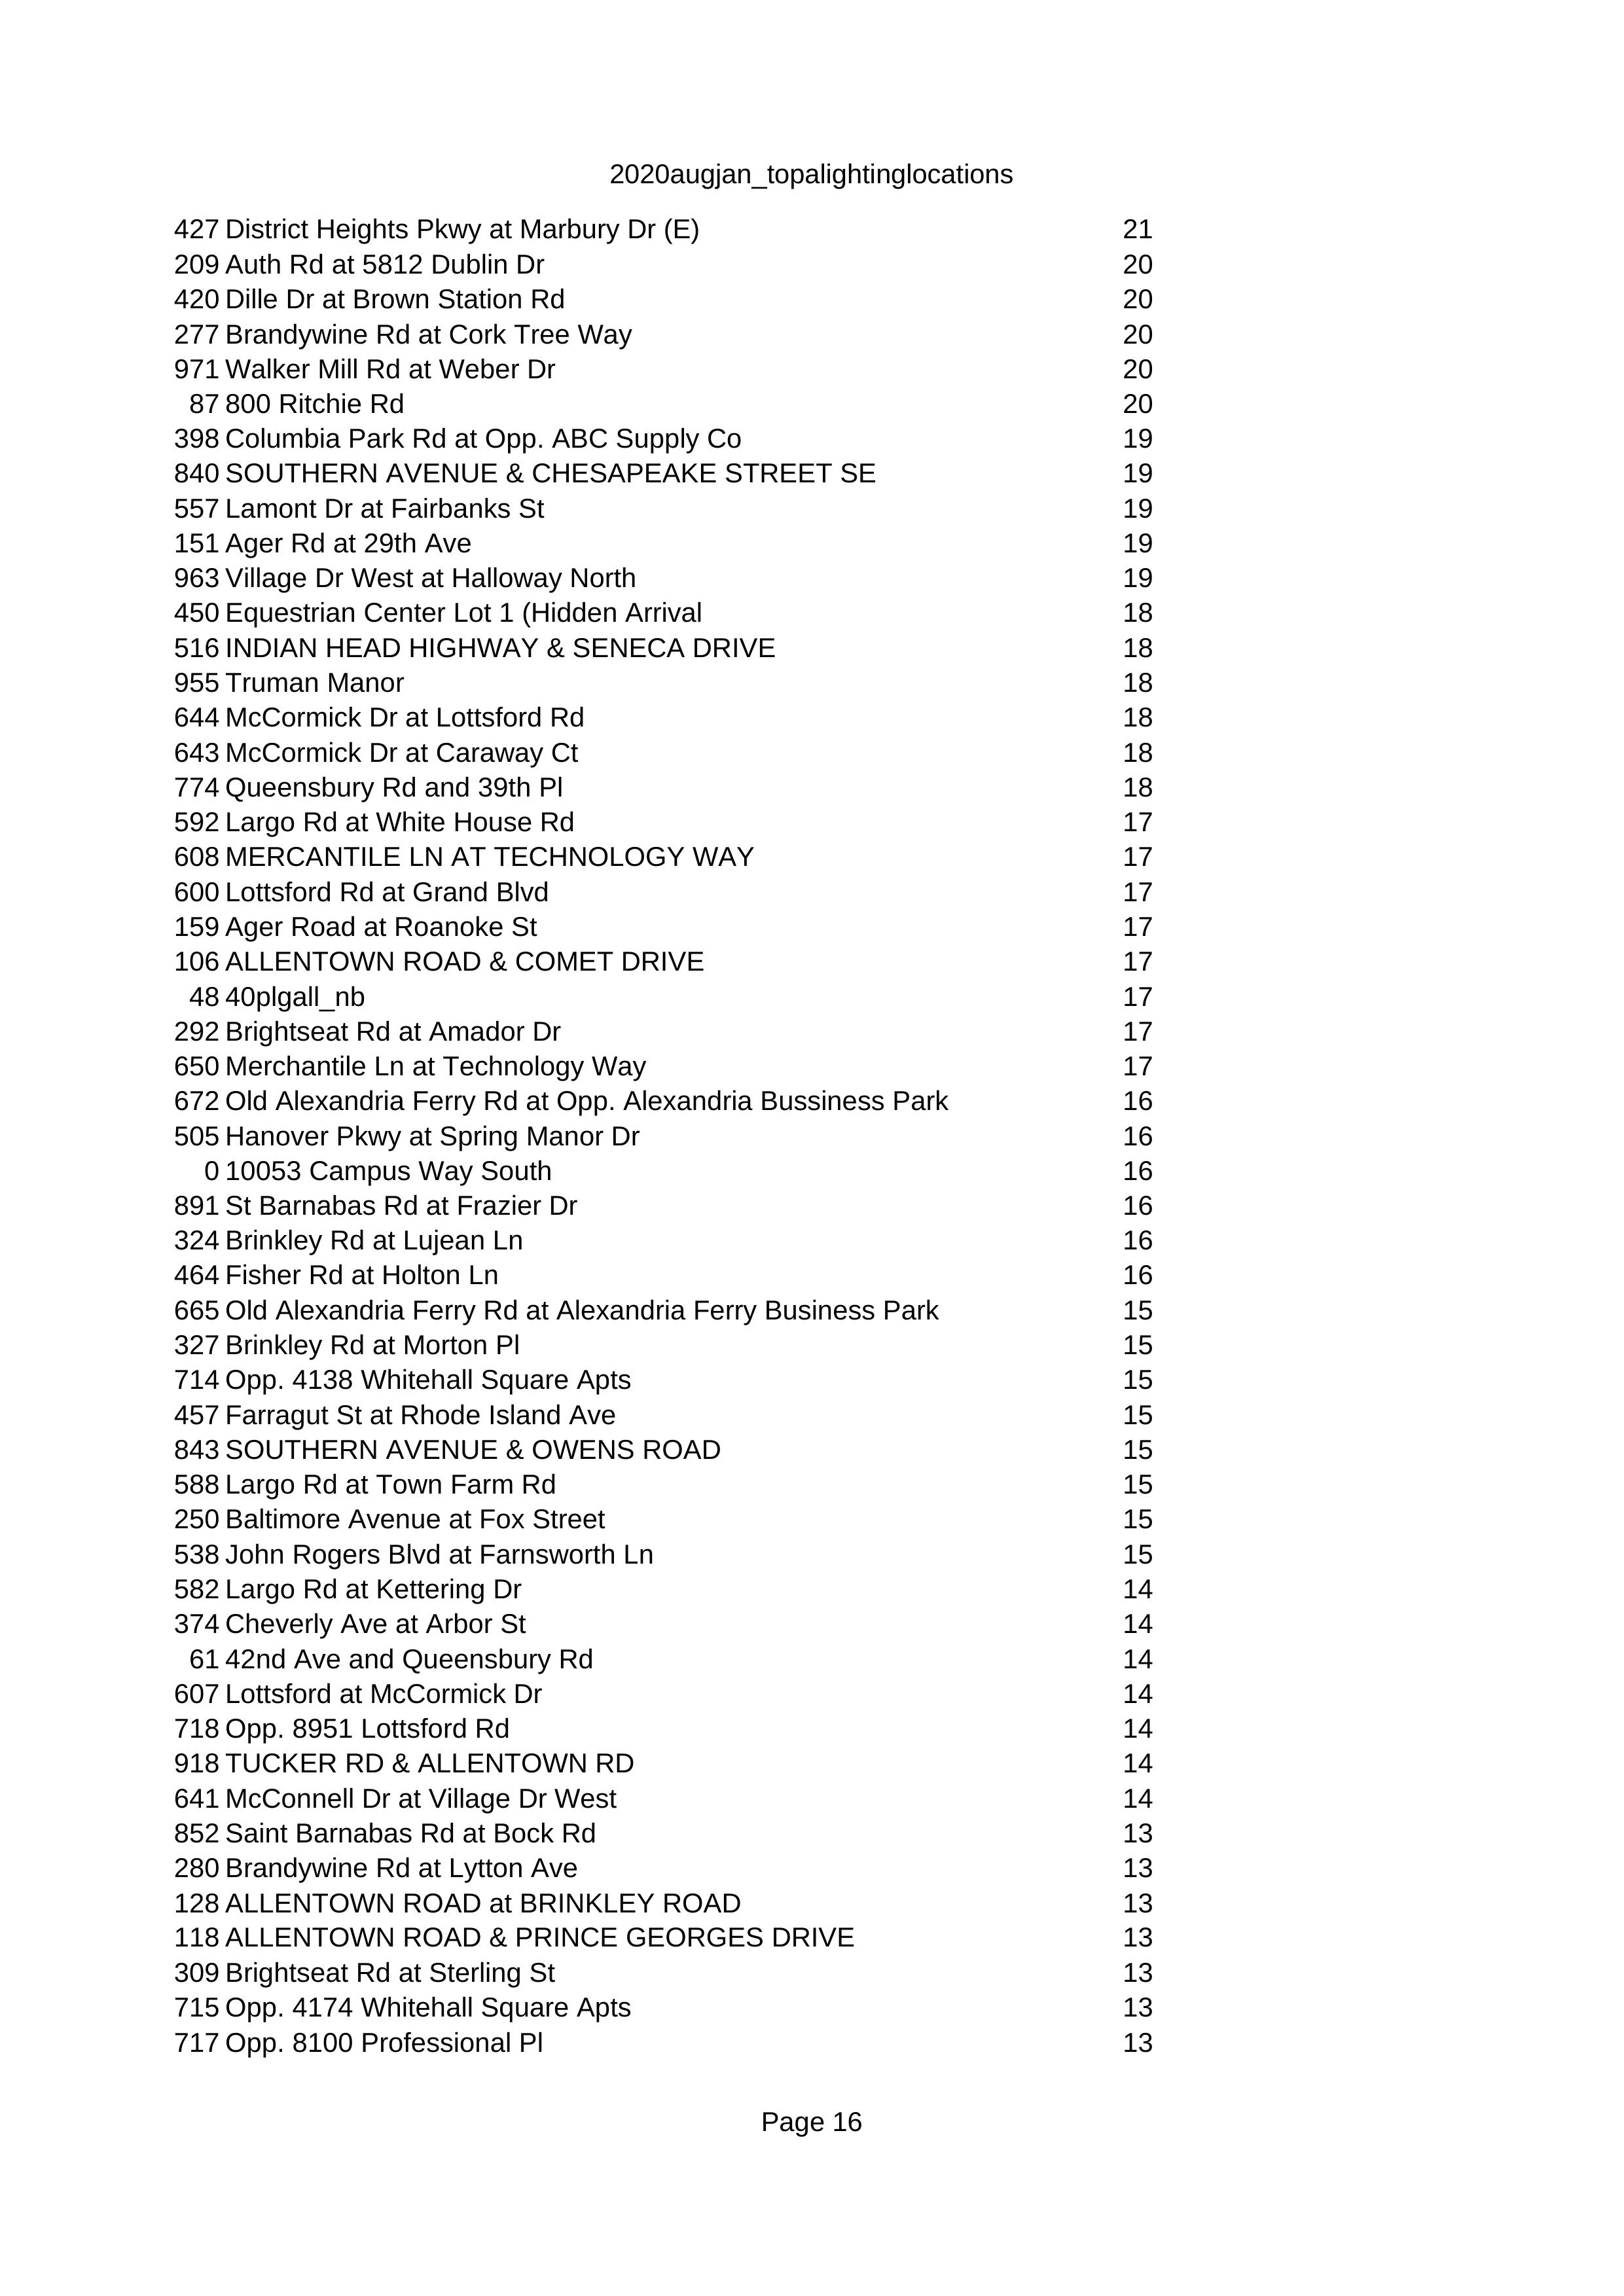 2020augjan_topalightinglocations
427 District Heights Pkwy at Marbury Dr (E) 21
209 Auth Rd at 5812 Dublin Dr 20
420 Dille Dr at Brown Station Rd 20
277 Brandywine Rd at Cork Tree Way 20
971 Walker Mill Rd at Weber Dr 20
87 800 Ritchie Rd 20
398 Columbia Park Rd at Opp. ABC Supply Co 19
840 SOUTHERN AVENUE & CHESAPEAKE STREET SE 19
557 Lamont Dr at Fairbanks St 19
151 Ager Rd at 29th Ave 19
963 Village Dr West at Halloway North 19
450 Equestrian Center Lot 1 (Hidden Arrival 18
516 INDIAN HEAD HIGHWAY & SENECA DRIVE 18
955 Truman Manor 18
644 McCormick Dr at Lottsford Rd 18
643 McCormick Dr at Caraway Ct 18
774 Queensbury Rd and 39th Pl 18
592 Largo Rd at White House Rd 17
608 MERCANTILE LN AT TECHNOLOGY WAY 17
600 Lottsford Rd at Grand Blvd 17
159 Ager Road at Roanoke St 17
106 ALLENTOWN ROAD & COMET DRIVE 17
48 40plgall_nb 17
292 Brightseat Rd at Amador Dr 17
650 Merchantile Ln at Technology Way 17
672 Old Alexandria Ferry Rd at Opp. Alexandria Bussiness Park 16
505 Hanover Pkwy at Spring Manor Dr 16
0 10053 Campus Way South 16
891 St Barnabas Rd at Frazier Dr 16
324 Brinkley Rd at Lujean Ln 16
464 Fisher Rd at Holton Ln 16
665 Old Alexandria Ferry Rd at Alexandria Ferry Business Park 15
327 Brinkley Rd at Morton Pl 15
714 Opp. 4138 Whitehall Square Apts 15
457 Farragut St at Rhode Island Ave 15
843 SOUTHERN AVENUE & OWENS ROAD 15
588 Largo Rd at Town Farm Rd 15
250 Baltimore Avenue at Fox Street 15
538 John Rogers Blvd at Farnsworth Ln 15
582 Largo Rd at Kettering Dr 14
374 Cheverly Ave at Arbor St 14
61 42nd Ave and Queensbury Rd 14
607 Lottsford at McCormick Dr 14
718 Opp. 8951 Lottsford Rd 14
918 TUCKER RD & ALLENTOWN RD 14
641 McConnell Dr at Village Dr West 14
852 Saint Barnabas Rd at Bock Rd 13
280 Brandywine Rd at Lytton Ave 13
128 ALLENTOWN ROAD at BRINKLEY ROAD 13
118 ALLENTOWN ROAD & PRINCE GEORGES DRIVE 13
309 Brightseat Rd at Sterling St 13
715 Opp. 4174 Whitehall Square Apts 13
717 Opp. 8100 Professional Pl 13
Page 16